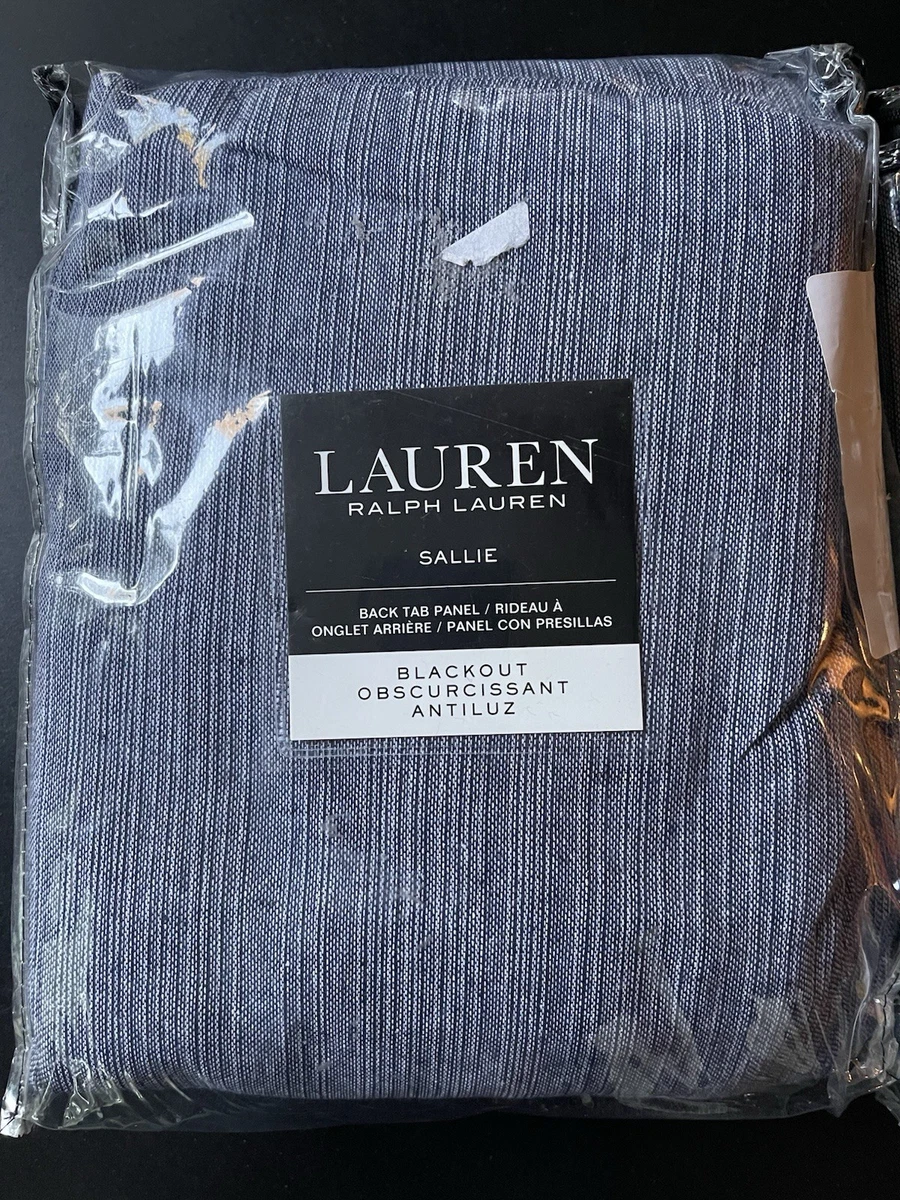 LAUREN
RALPH LAUREN
SALLIE
BACK TAB PANEL / RIDEAU À
ONGLET ARRIÈRE / PANEL CON PRESILLAS
BLACKOUT
OBSCURCISSANT
ANTILUZ